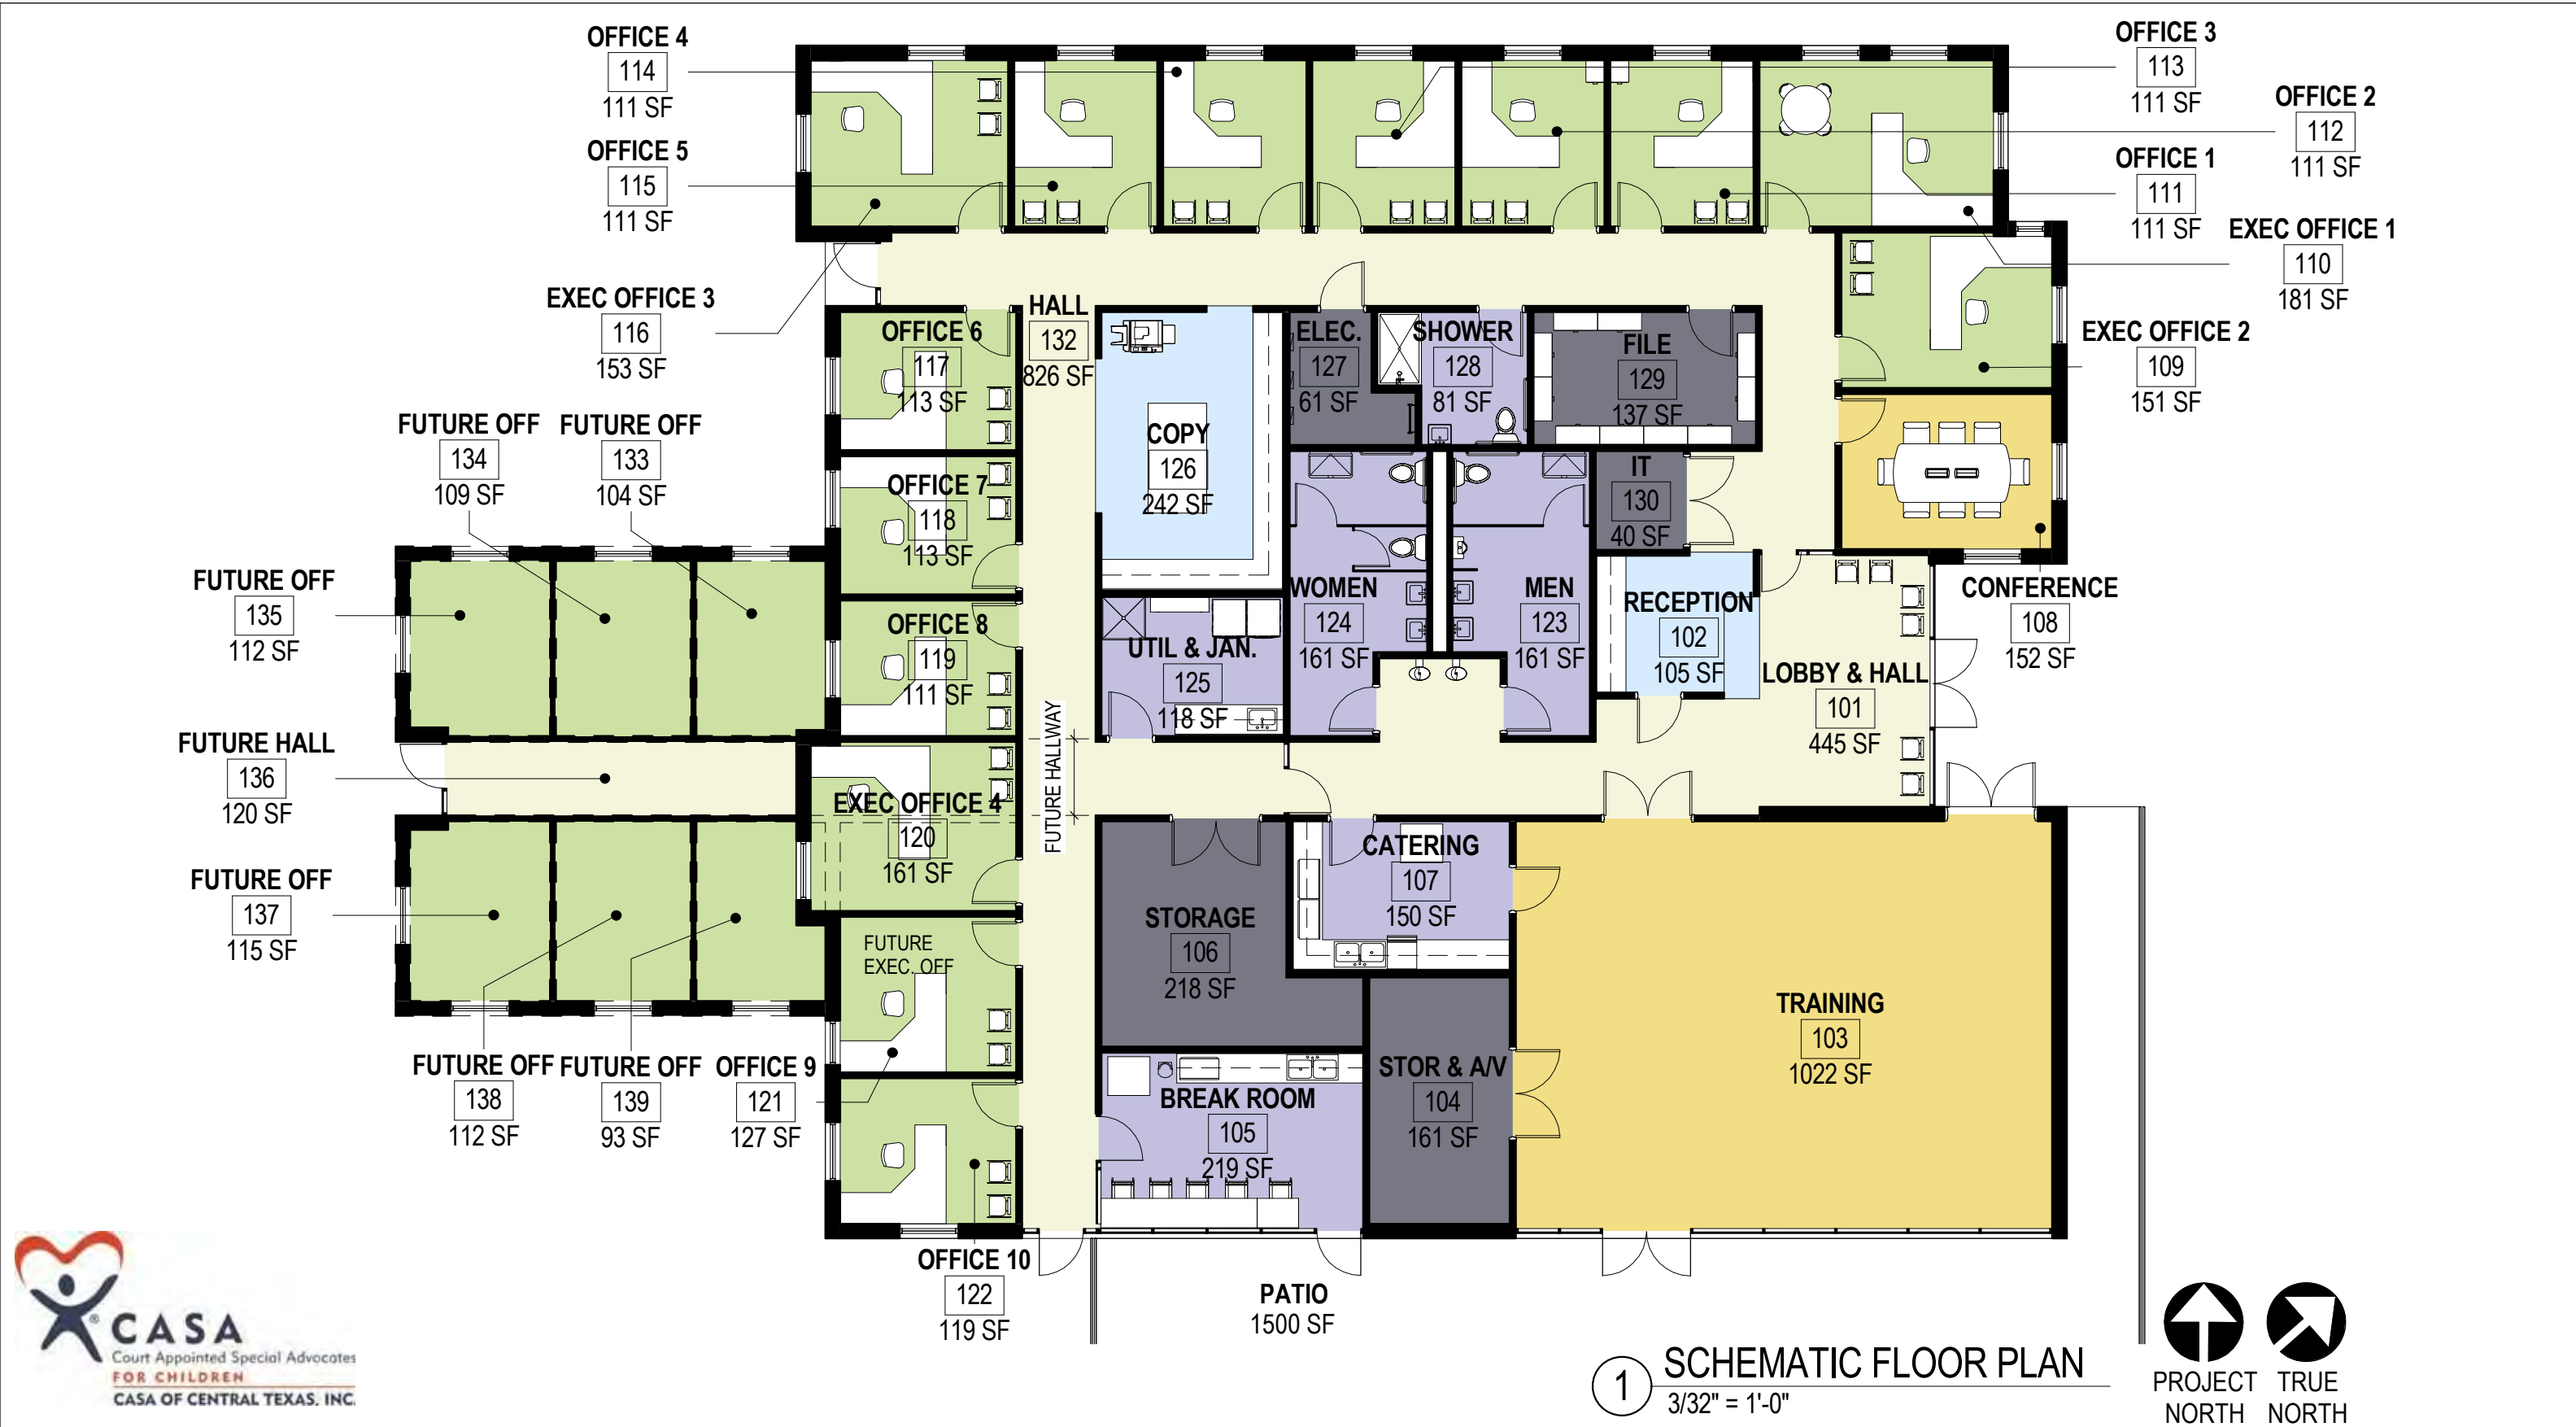 OFFICE 4
114
111 SF
OFFICE 5
115
111 SF
EXEC OFFICE 3
116
153 SF
OFFICE 3
113
111 SF
OFFICE 2
112
111 SF
OFFICE 1
111
111 SF
EXEC OFFICE 1
110
181 SF
EXEC OFFICE 2
109
151 SF
HALL
132
826 SF
OFFICE 6
117
113 SF
COPY
126
242 SF
ELEC.
127
61 SF
SHOWER
128
81 SF
FILE
129
137 SF
FUTURE OFF
134
109 SF
FUTURE OFF
133
104 SF
OFFICE 7
118
113 SF
IT
130
40 SF
FUTURE OFF
135
112 SF
OFFICE 8
119
111 SF
UTIL & JAN.
125
118 SF
WOMEN
124
161 SF
MEN
123
161 SF
RECEPTION
102
105 SF
CONFERENCE
108
152 SF
LOBBY & HALL
101
445 SF
FUTURE HALL
136
120 SF
EXEC OFFICE 4
120
161 SF
FUTURE HALLWAY
FUTURE OFF
137
115 SF
CATERING
107
150 SF
STORAGE
106
218 SF
FUTURE
EXEC. OFF
TRAINING
103
1022 SF
FUTURE OFF
138
112 SF
FUTURE OFF
139
93 SF
OFFICE 9
121
127 SF
BREAK ROOM
105
219 SF
STOR & A/V
104
161 SF
OFFICE 10
122
119 SF
PATIO
1500 SF
®CASA
Court Appointed Special Advocates
FOR CHILDREN
CASA OF CENTRAL TEXAS, INC.
1
SCHEMATIC FLOOR PLAN
3/32" = 1'-0"
PROJECT
NORTH
TRUE
NORTH